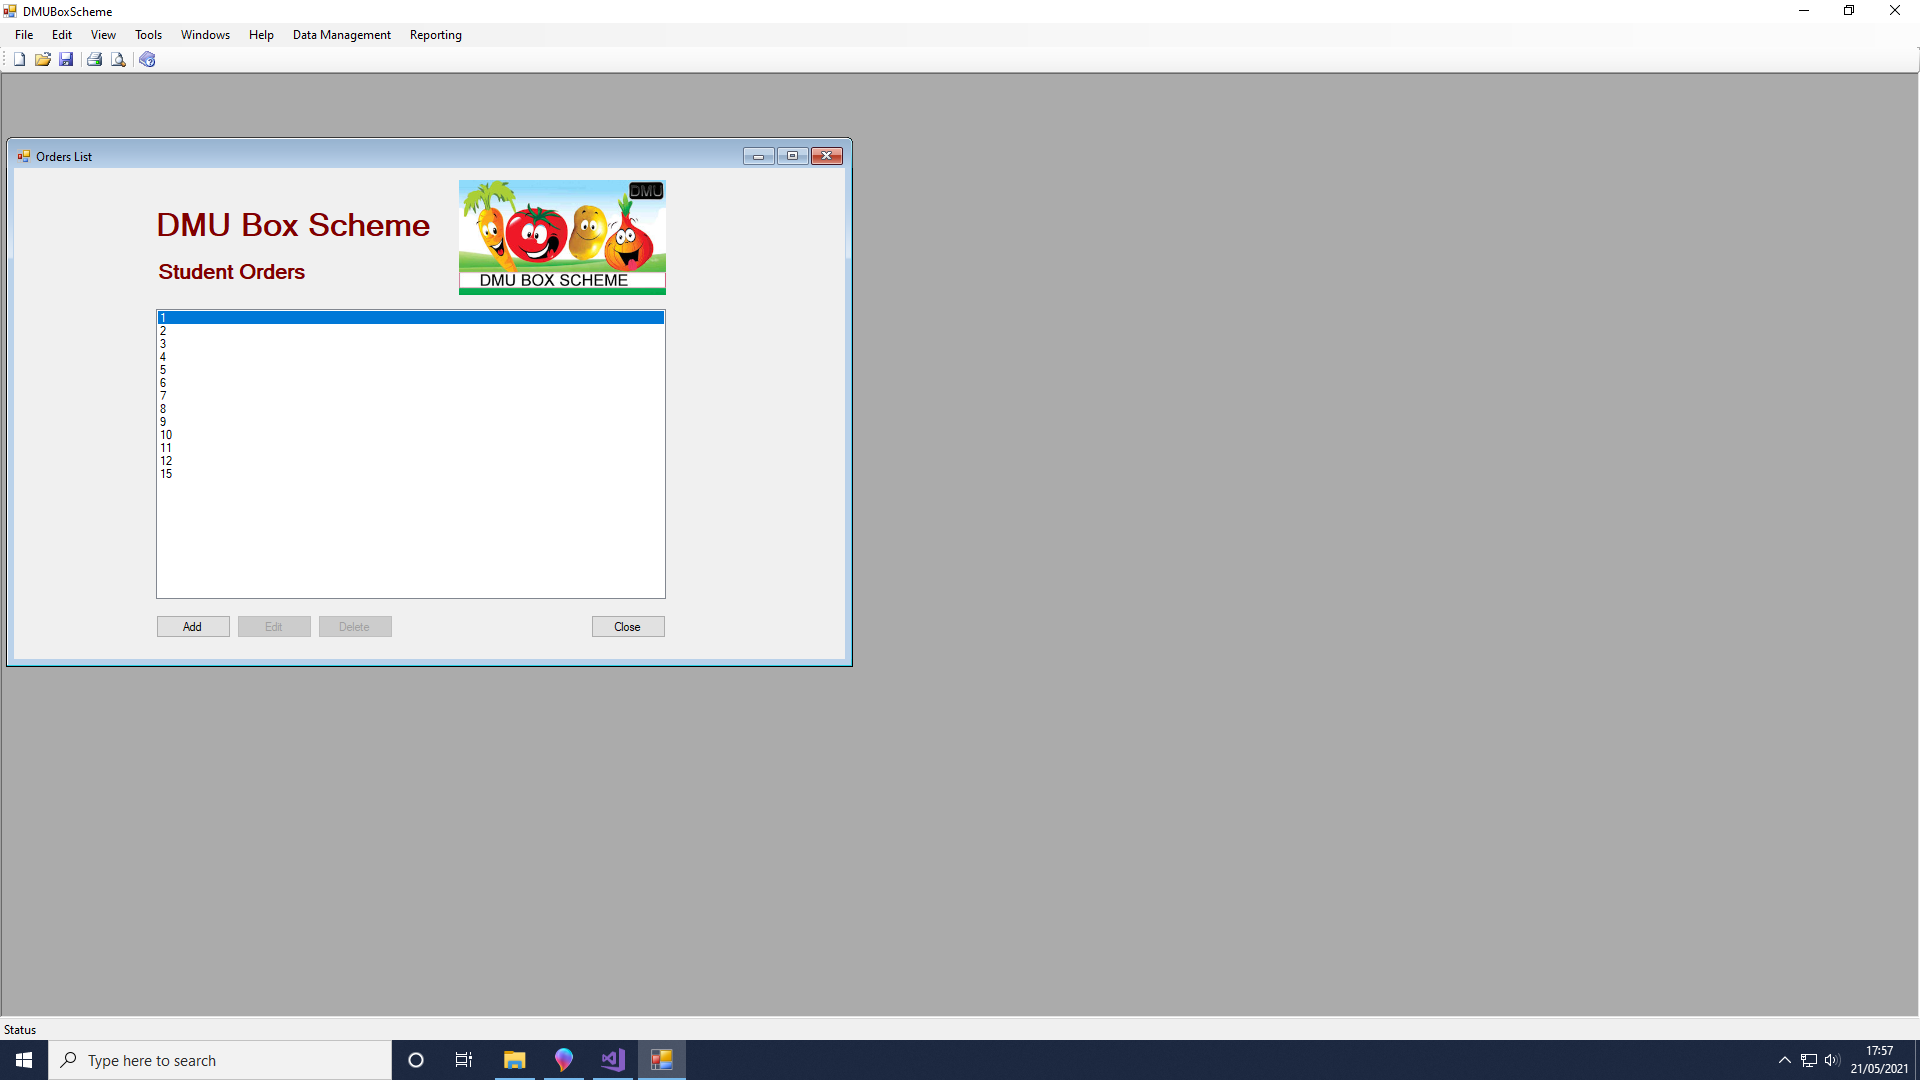 DMUBoxScheme
File Edit View Tools Windows Help Data Management Reporting
Orders List
DMU
DMU Box Scheme
Student Orders
DMU BOX SCHEME
1
2
3
4
5
6
7
8
9
10
11
12
15
Add Edit Delete Close
Status
Type here to search
17:57
21/05/2021